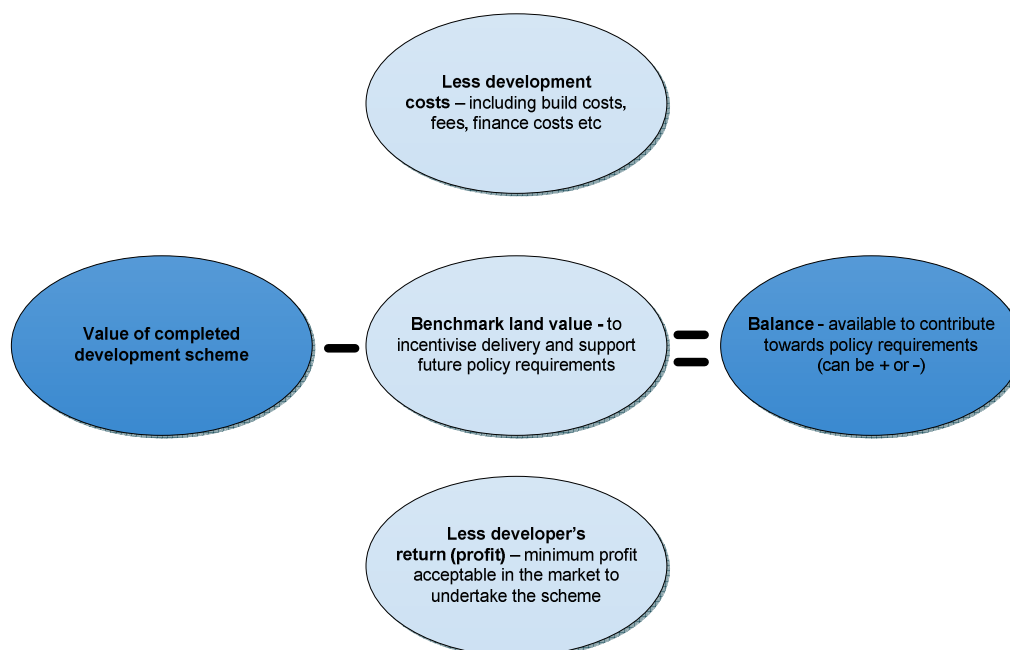 Less development
costs – including build costs,
fees, finance costs etc
Value of completed
development scheme
Benchmark land value - to
incentivise delivery and support
future policy requirements
Balance - available to contribute
towards policy requirements
(can be + or -)
Less developer’s
return (profit) – minimum profit
acceptable in the market to
undertake the scheme